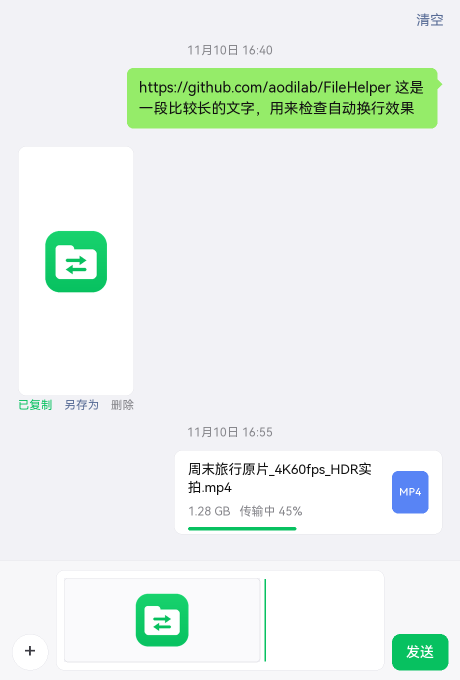 清空
11月10日 16:40
https://github.com/aodilab/FileHelper 这是
一段比较长的文字，用来检查自动换行效果
已复制 另存为 删除
11月10日 16:55
周末旅行原片_4K60fps_HDR实
拍.mp4
MP4
1.28 GB 传输中 45%
发送